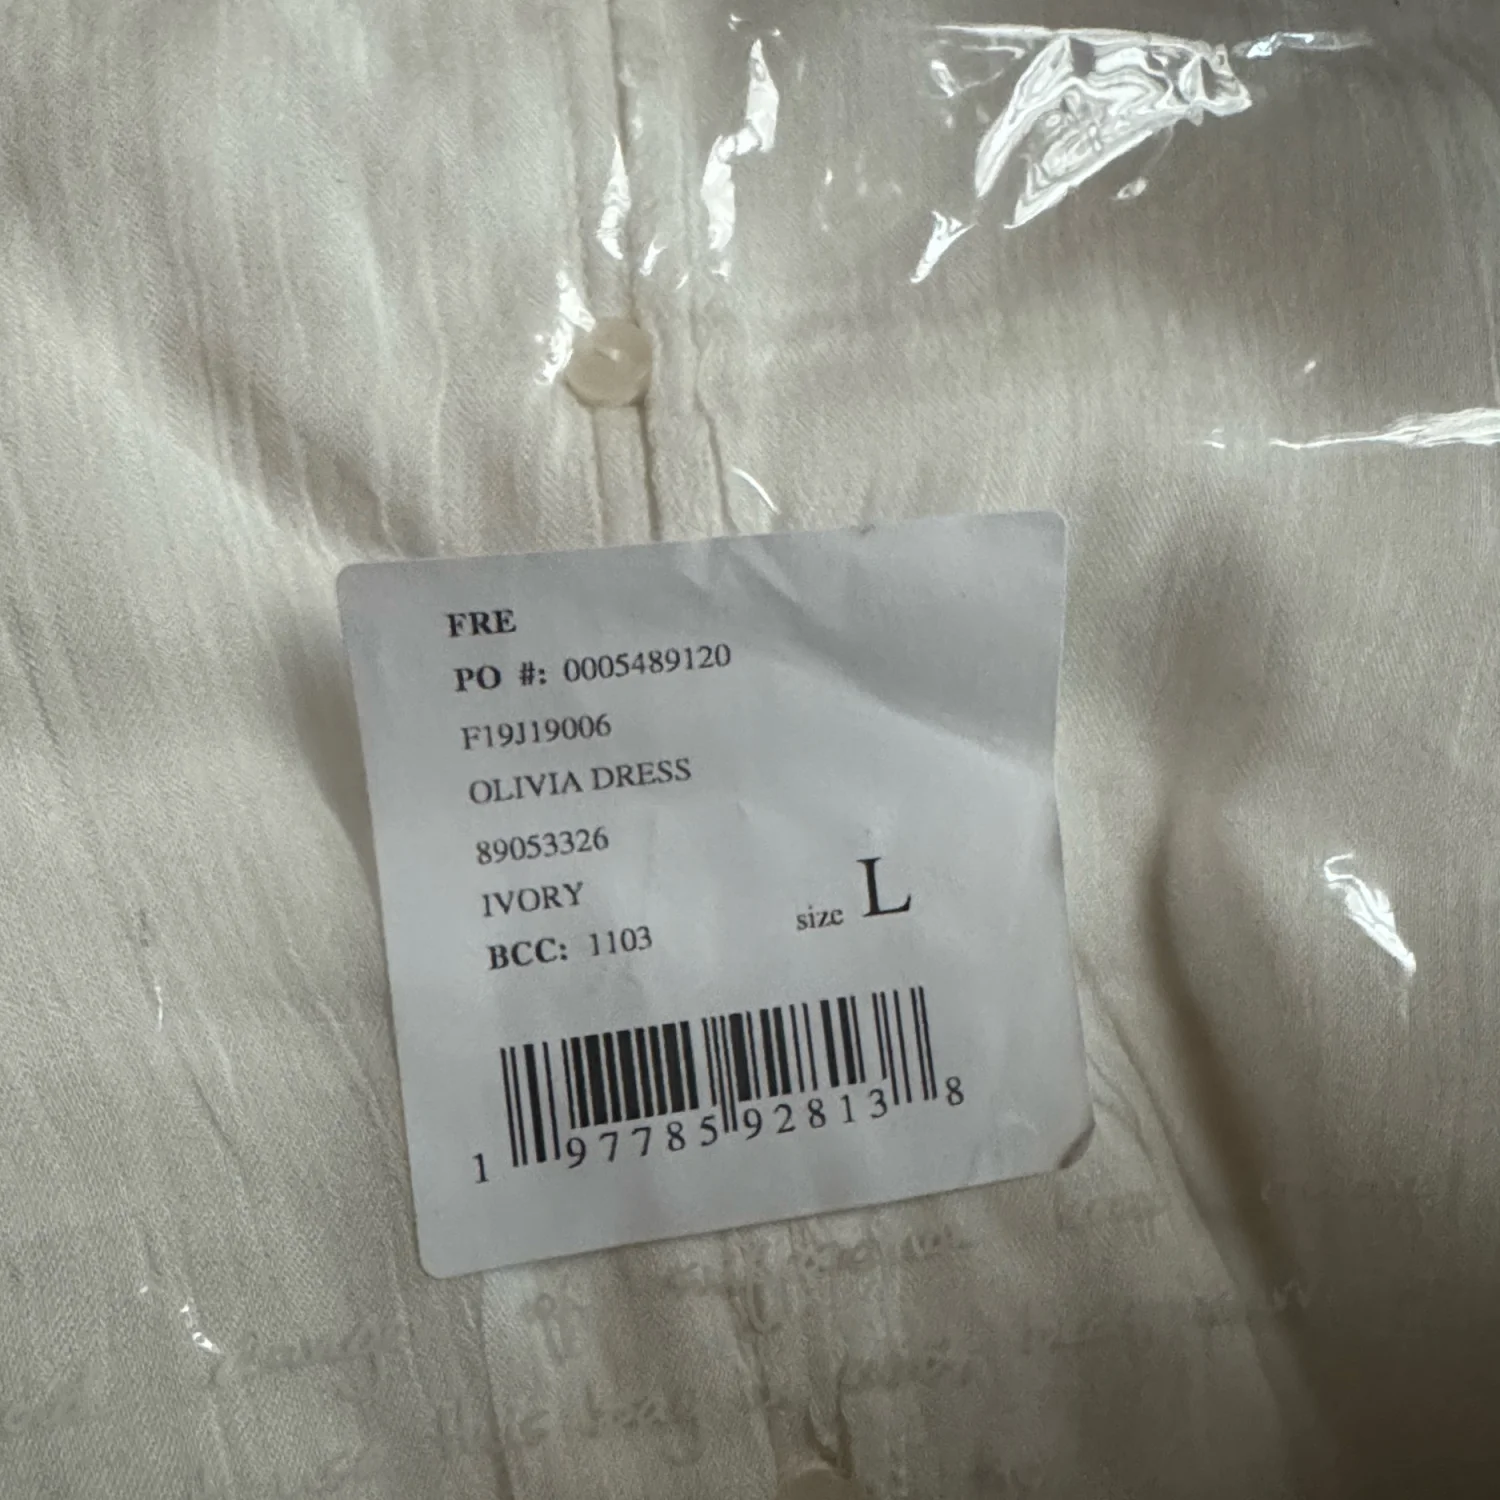 FRE
PO #: 0005489120
F19J19006
OLIVIA DRESS
89053326
IVORY
BCC: 1103
size L
1 97785 92813 8